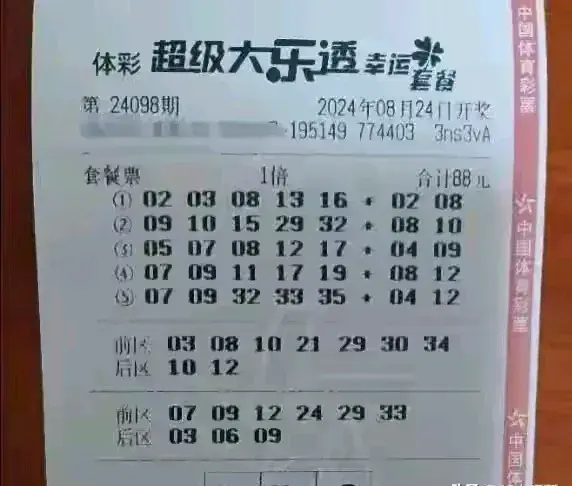 体彩 超级大乐透 幸运套餐
第 24098期 2024年08月24日开奖
-195149 774403 3ns3vA
套餐票 1倍 合计88元
① 02 03 08 13 16 * 02 08
② 09 10 15 29 32 * 08 10
③ 05 07 08 12 17 * 04 09
④ 07 09 11 17 19 * 08 12
⑤ 07 09 32 33 35 * 04 12
前区 03 08 10 21 29 30 34
后区 10 12
前区 07 09 12 24 29 33
后区 03 06 09
中国体育彩票
中国体育彩票
中国体